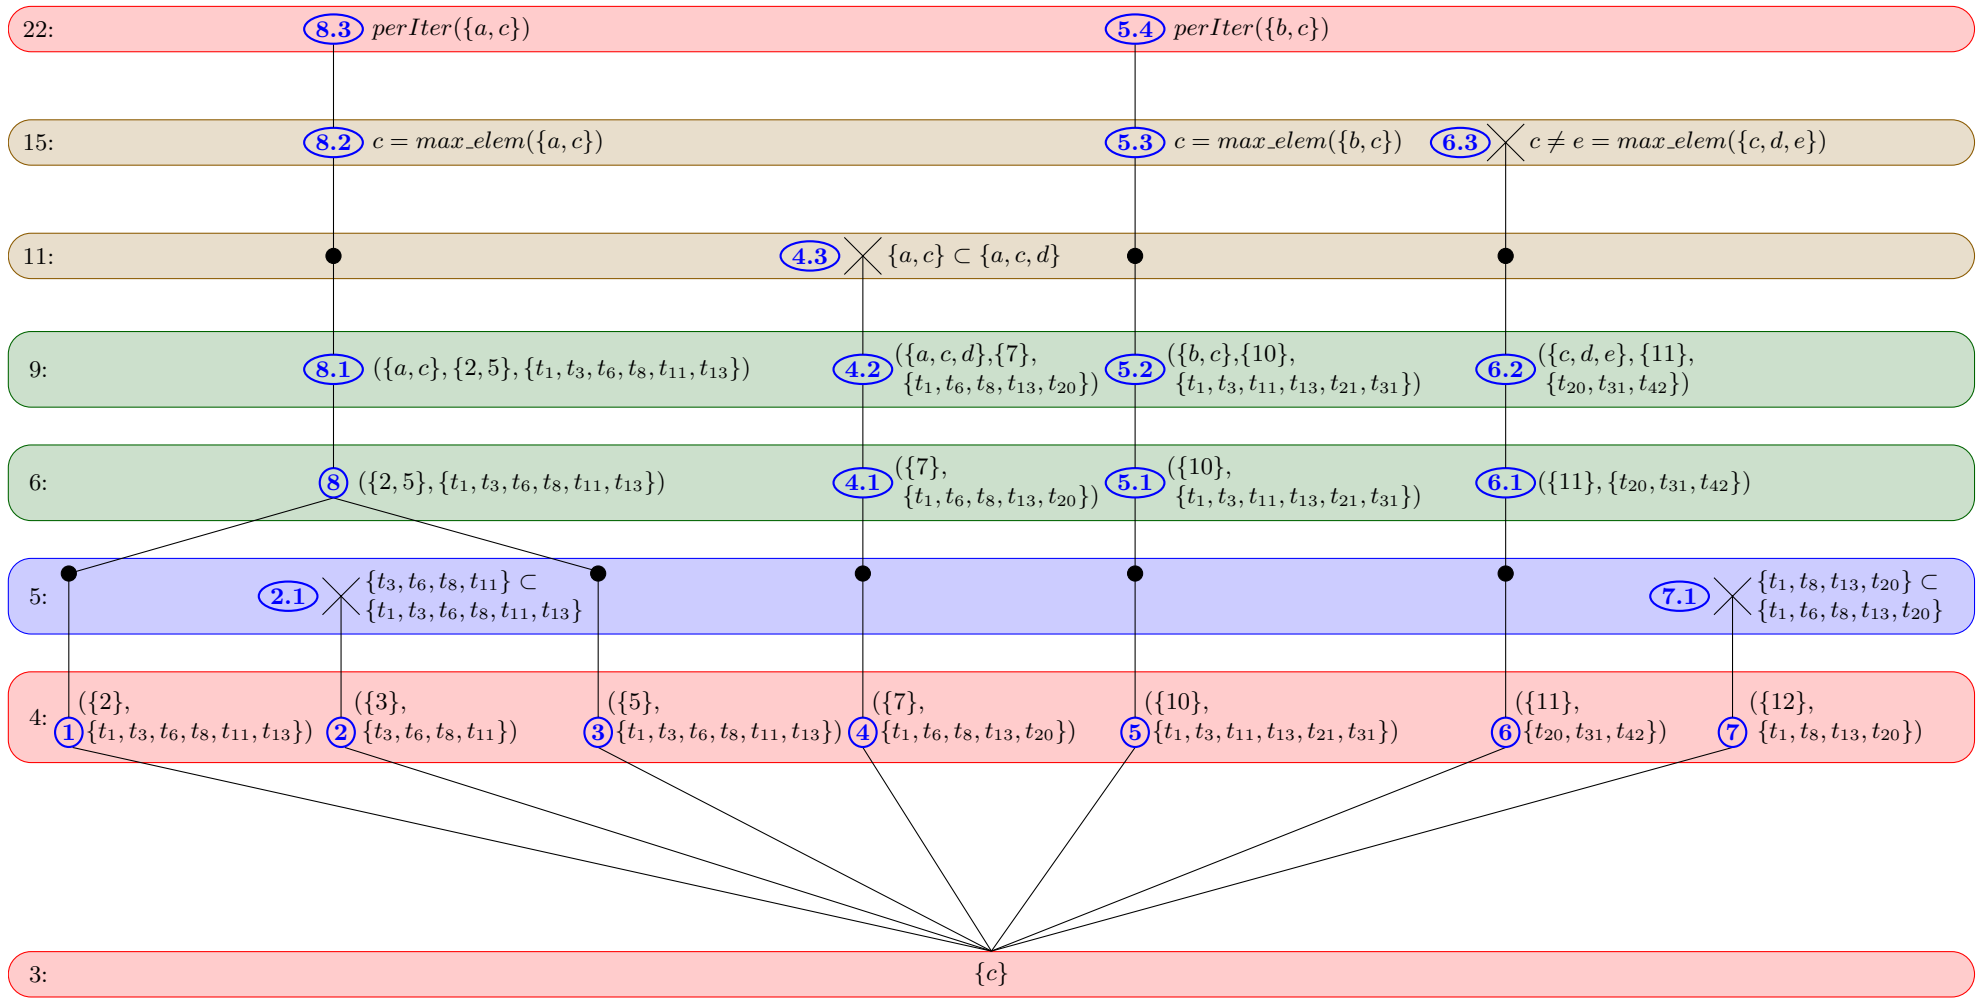 22: 8.3 perIter({a, c}) 5.4 perIter({b, c})
15: 8.2 c = max_elem({a, c}) 5.3 c = max_elem({b, c}) 6.3 c ≠ e = max_elem({c, d, e})
11: 4.3 {a, c} ⊂ {a, c, d}
9: 8.1 ({a, c}, {2, 5}, {t₁, t₃, t₆, t₈, t₁₁, t₁₃})
4.2 ({a, c, d},{7},
{t₁, t₆, t₈, t₁₃, t₂₀})
5.2 ({b, c},{10},
{t₁, t₃, t₁₁, t₁₃, t₂₁, t₃₁})
6.2 ({c, d, e}, {11},
{t₂₀, t₃₁, t₄₂})
6: 8 ({2, 5}, {t₁, t₃, t₆, t₈, t₁₁, t₁₃})
4.1 ({7},
{t₁, t₆, t₈, t₁₃, t₂₀})
5.1 ({10},
{t₁, t₃, t₁₁, t₁₃, t₂₁, t₃₁})
6.1 ({11}, {t₂₀, t₃₁, t₄₂})
5:
2.1 {t₃, t₆, t₈, t₁₁} ⊂
{t₁, t₃, t₆, t₈, t₁₁, t₁₃}
7.1 {t₁, t₈, t₁₃, t₂₀} ⊂
{t₁, t₆, t₈, t₁₃, t₂₀}
4:
({2},
1 {t₁, t₃, t₆, t₈, t₁₁, t₁₃})
({3},
2 {t₃, t₆, t₈, t₁₁})
({5},
3 {t₁, t₃, t₆, t₈, t₁₁, t₁₃})
({7},
4 {t₁, t₆, t₈, t₁₃, t₂₀})
({10},
5 {t₁, t₃, t₁₁, t₁₃, t₂₁, t₃₁})
({11},
6 {t₂₀, t₃₁, t₄₂})
({12},
7 {t₁, t₈, t₁₃, t₂₀})
3: {c}